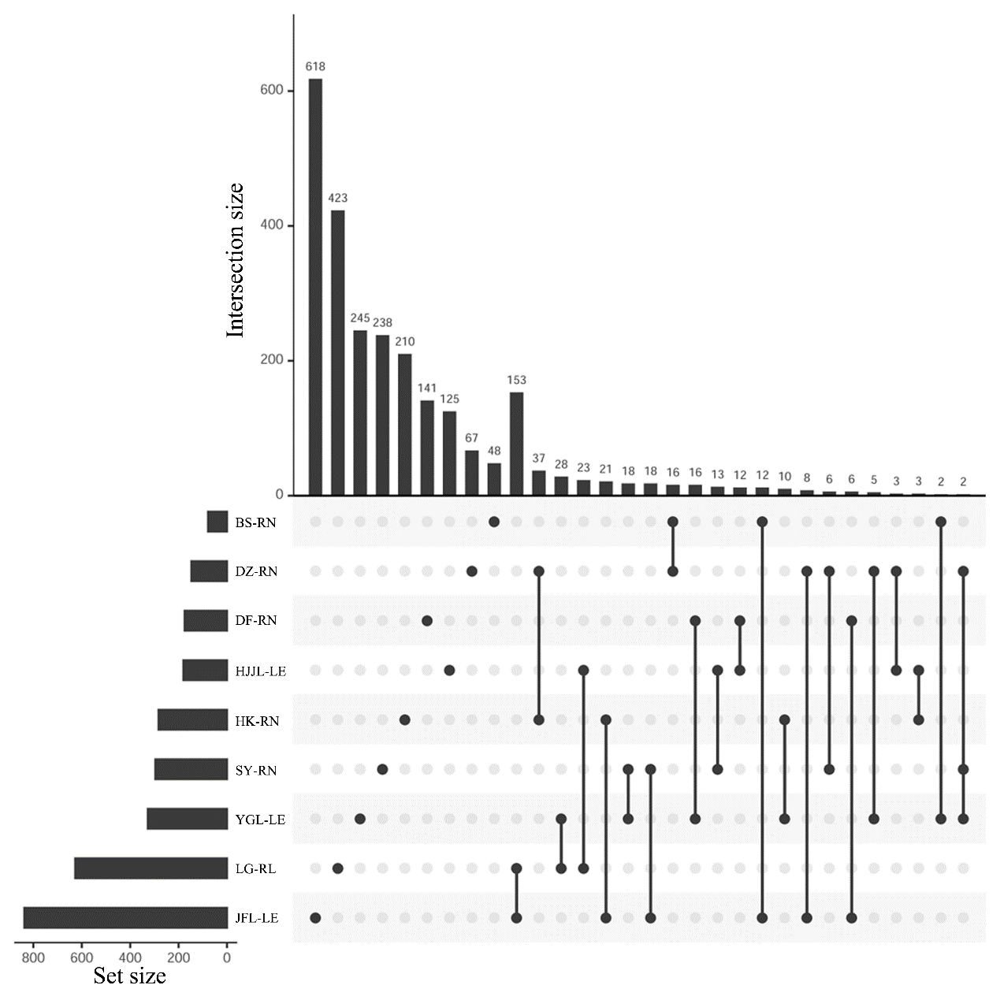 618
600
423
Intersection size
400
245 238
210
200
153
141
125
67
48
37 28 23 21 18 18 16 16 13 12 12 10 8 6 6 5 3 3 2 2
0
BS-RN
DZ-RN
DF-RN
HJJL-LE
HK-RN
SY-RN
YGL-LE
LG-RL
JFL-LE
800 600 400 200 0
Set size